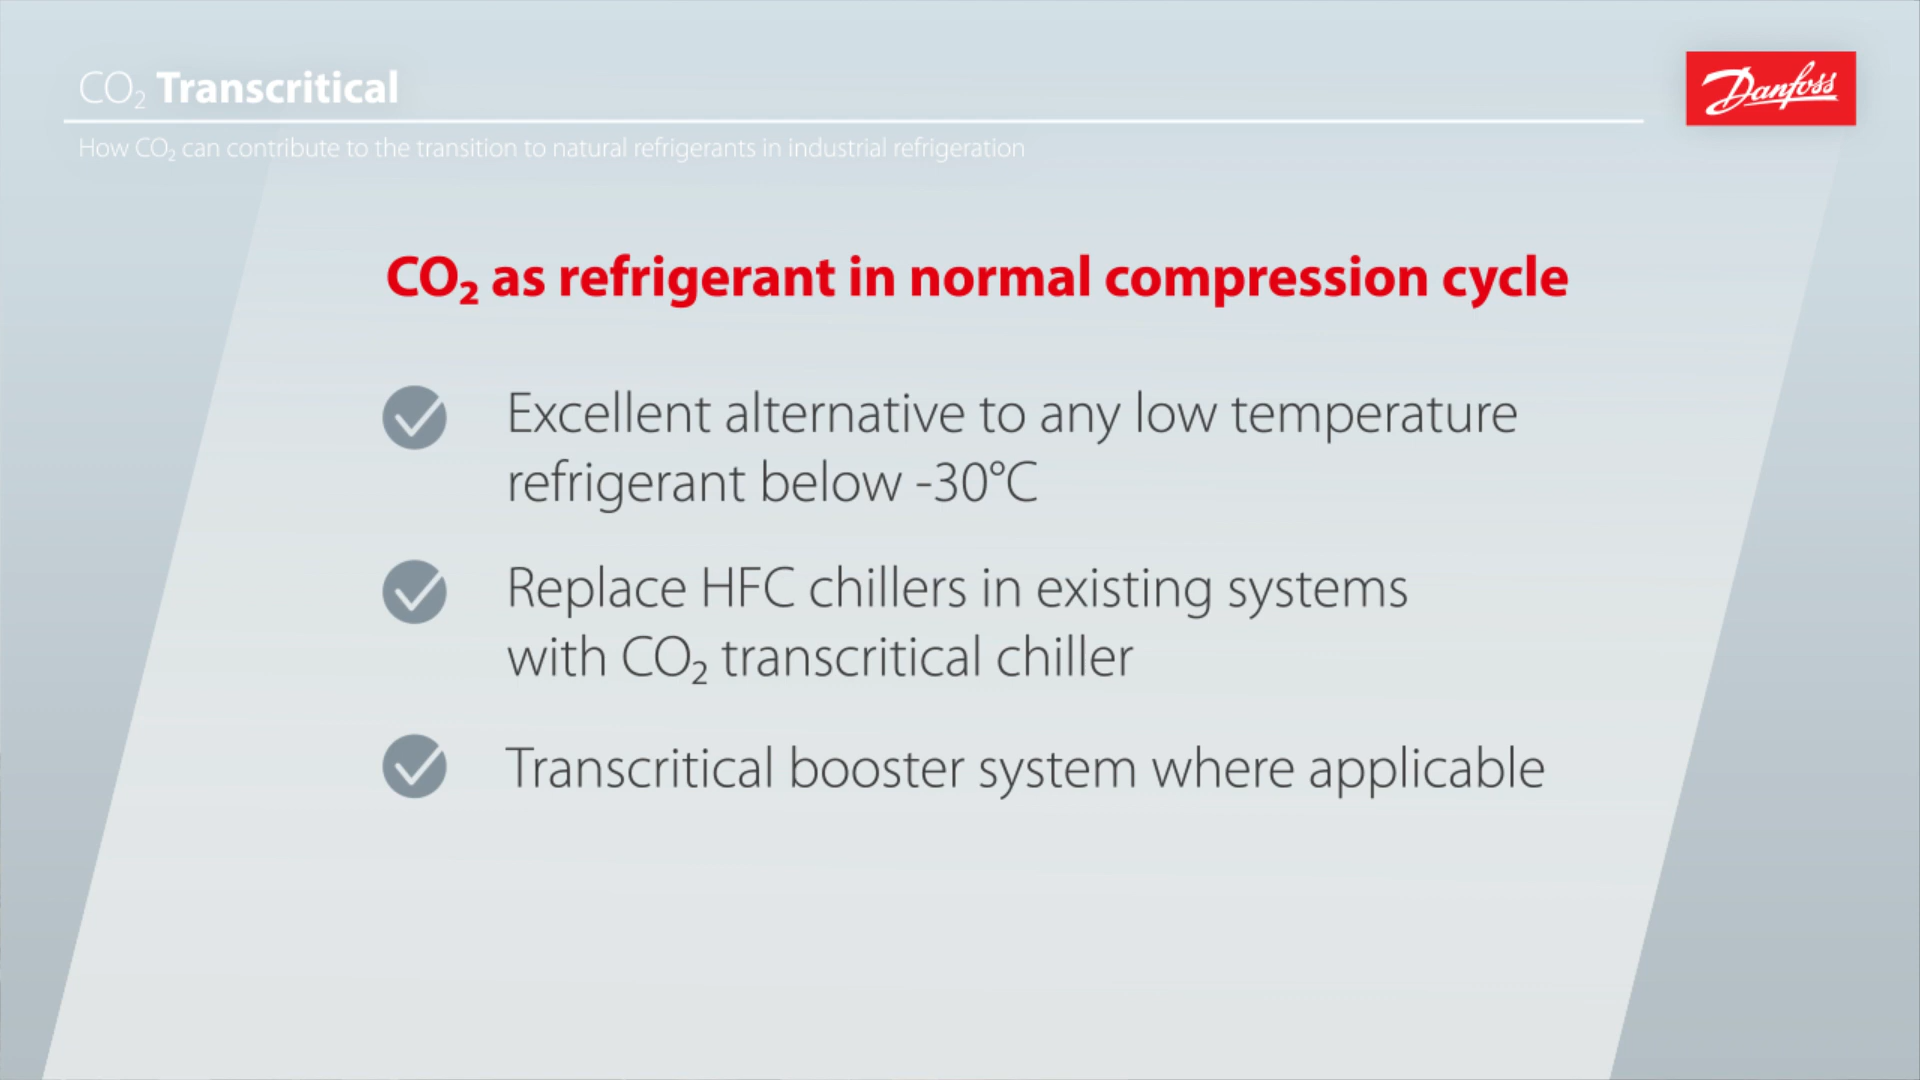 CO₂ Transcritical
Danfoss
How CO₂ can contribute to the transition to natural refrigerants in industrial refrigeration
CO₂ as refrigerant in normal compression cycle
Excellent alternative to any low temperature
refrigerant below -30°C
Replace HFC chillers in existing systems
with CO₂ transcritical chiller
Transcritical booster system where applicable